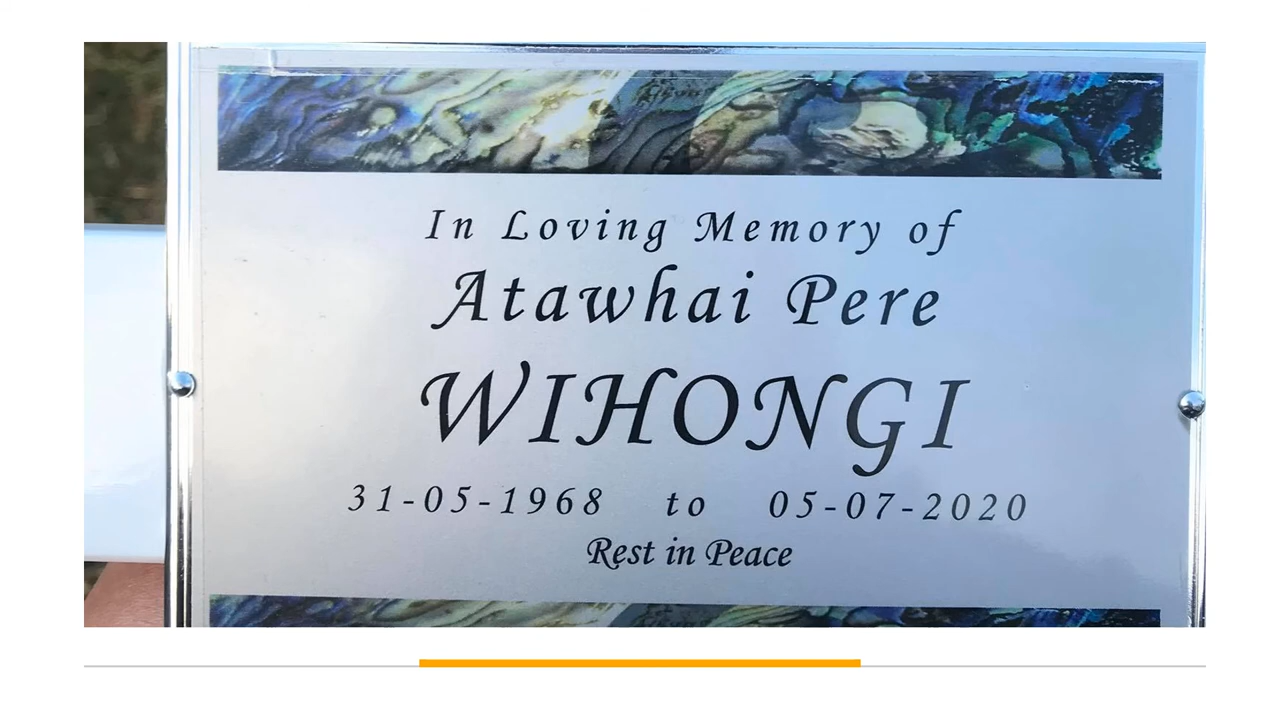 In Loving Memory of
Atawhai Pere
WIHONGI
31-05-1968 to 05-07-2020
Rest in Peace